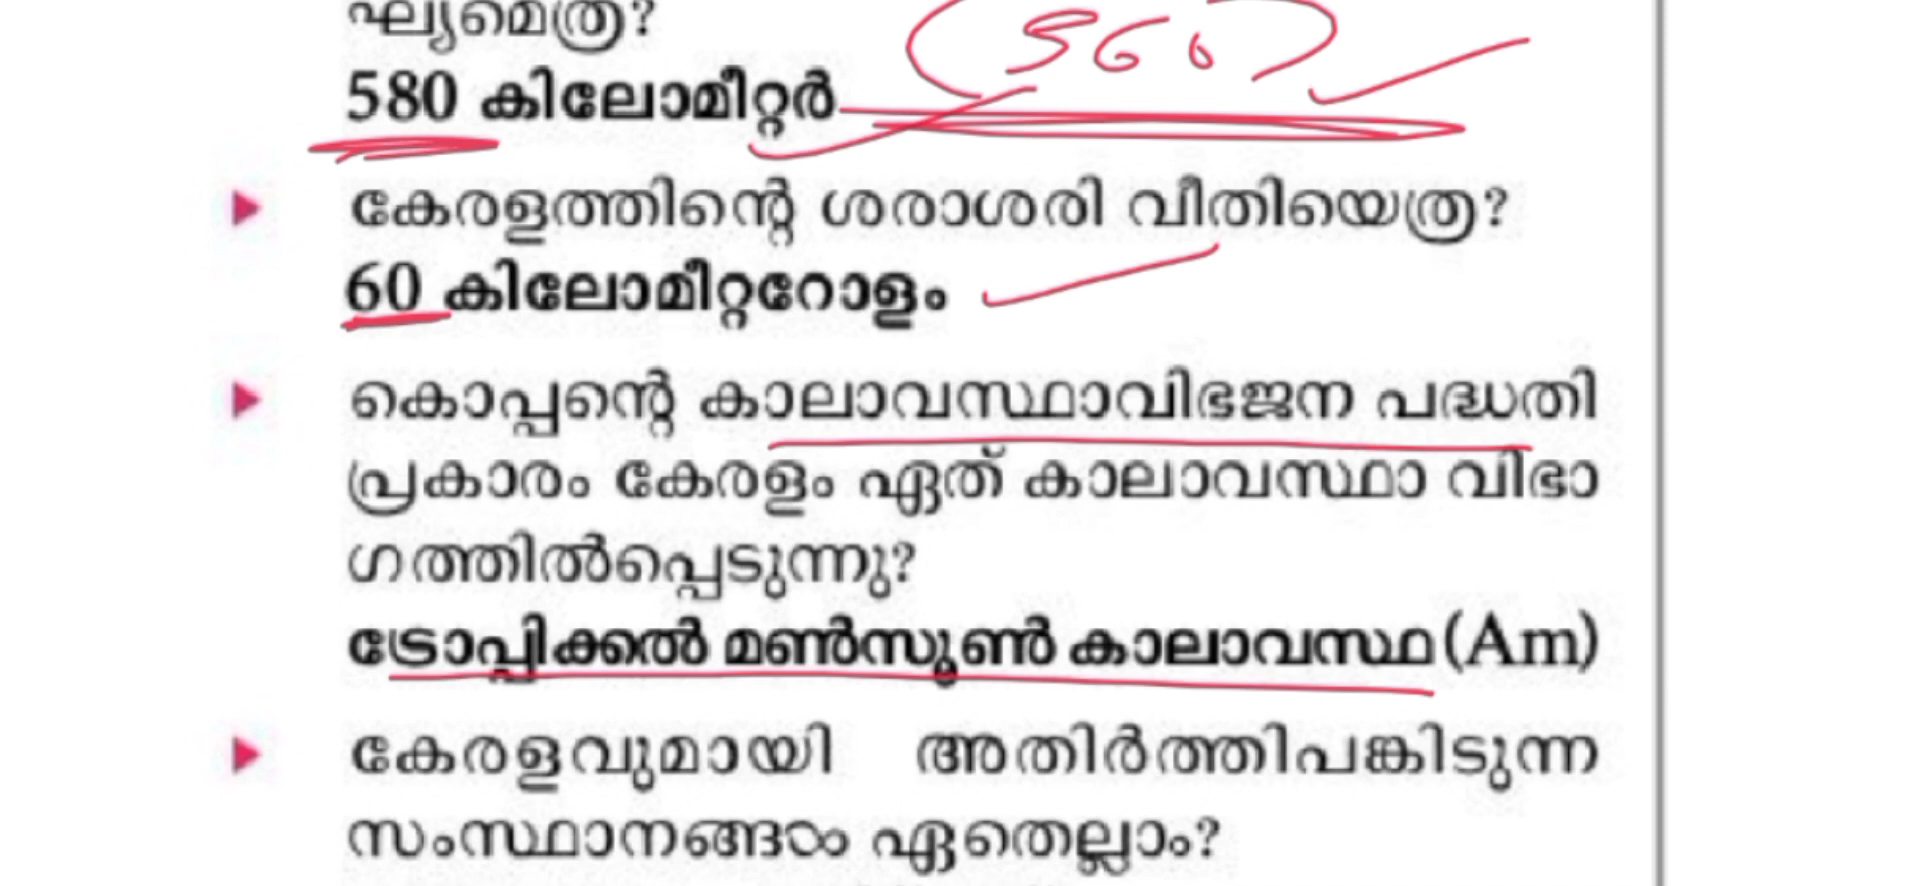 ഘ്യമെത്ര?
(560)
580 കിലോമീറ്റർ
കേരളത്തിന്റെ ശരാശരി വീതിയെത്ര?
60 കിലോമീറ്ററോളം
കൊപ്പന്റെ കാലാവസ്ഥാവിഭജന പദ്ധതി
പ്രകാരം കേരളം ഏത് കാലാവസ്ഥാ വിഭാ
ഗത്തിൽപ്പെടുന്നു?
ട്രോപ്പിക്കൽ മൺസൂൺ കാലാവസ്ഥ (Am)
കേരളവുമായി അതിർത്തിപങ്കിടുന്ന
സംസ്ഥാനങ്ങൾ ഏതെല്ലാം?